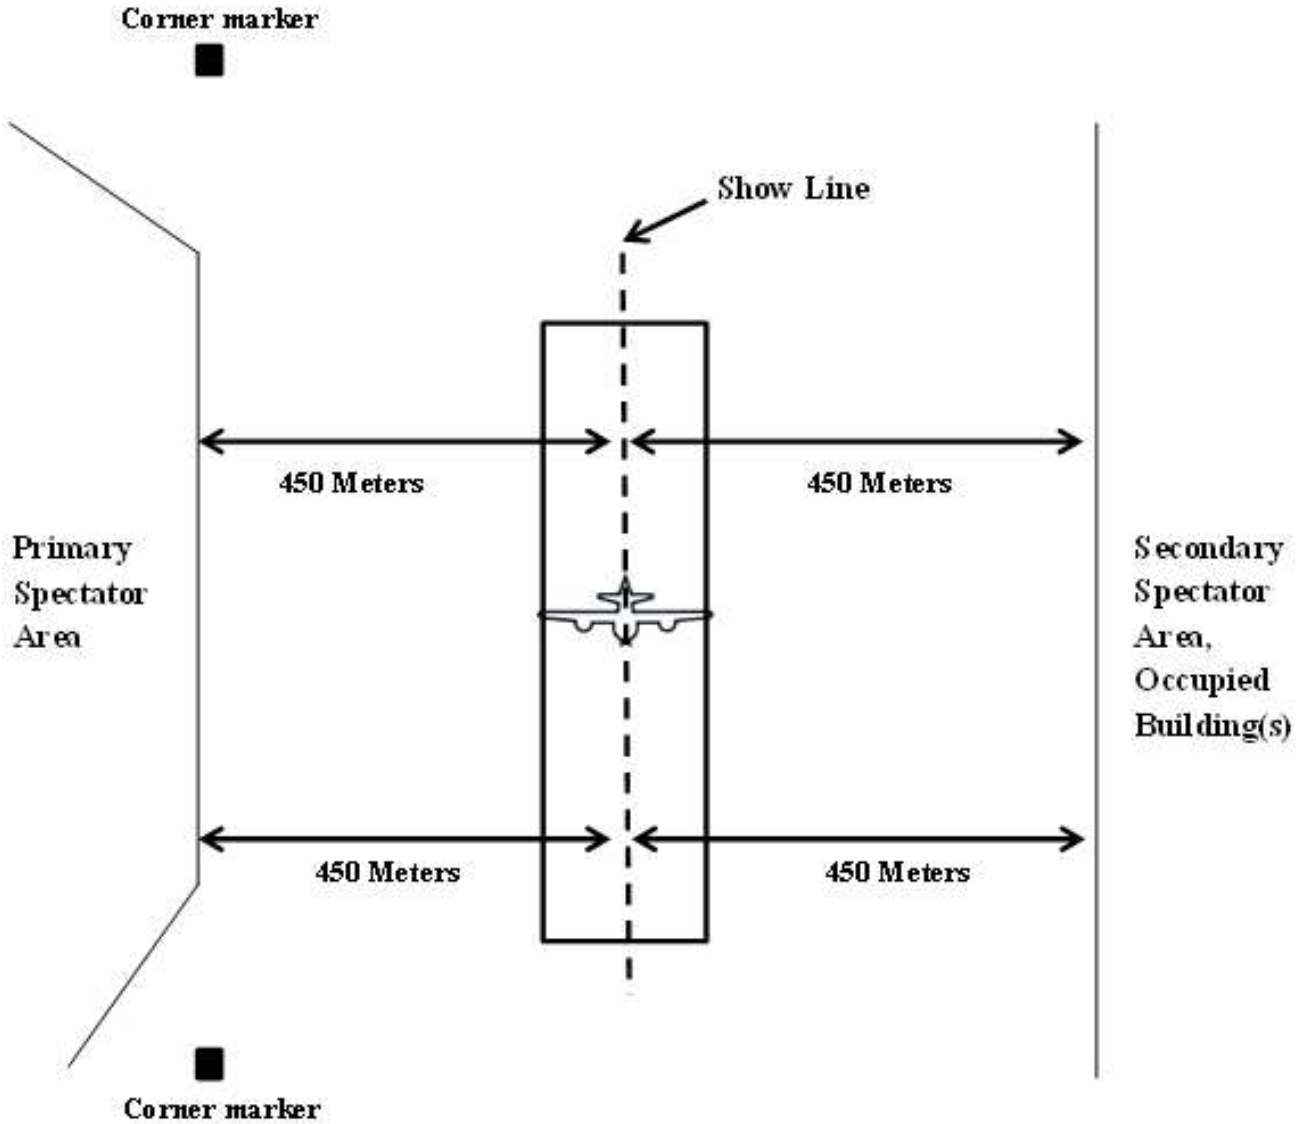 Corner marker
Show Line
450 Meters
450 Meters
Primary
Spectator
Area
Secondary
Spectator
Area,
Occupied
Building(s)
450 Meters
450 Meters
Corner marker